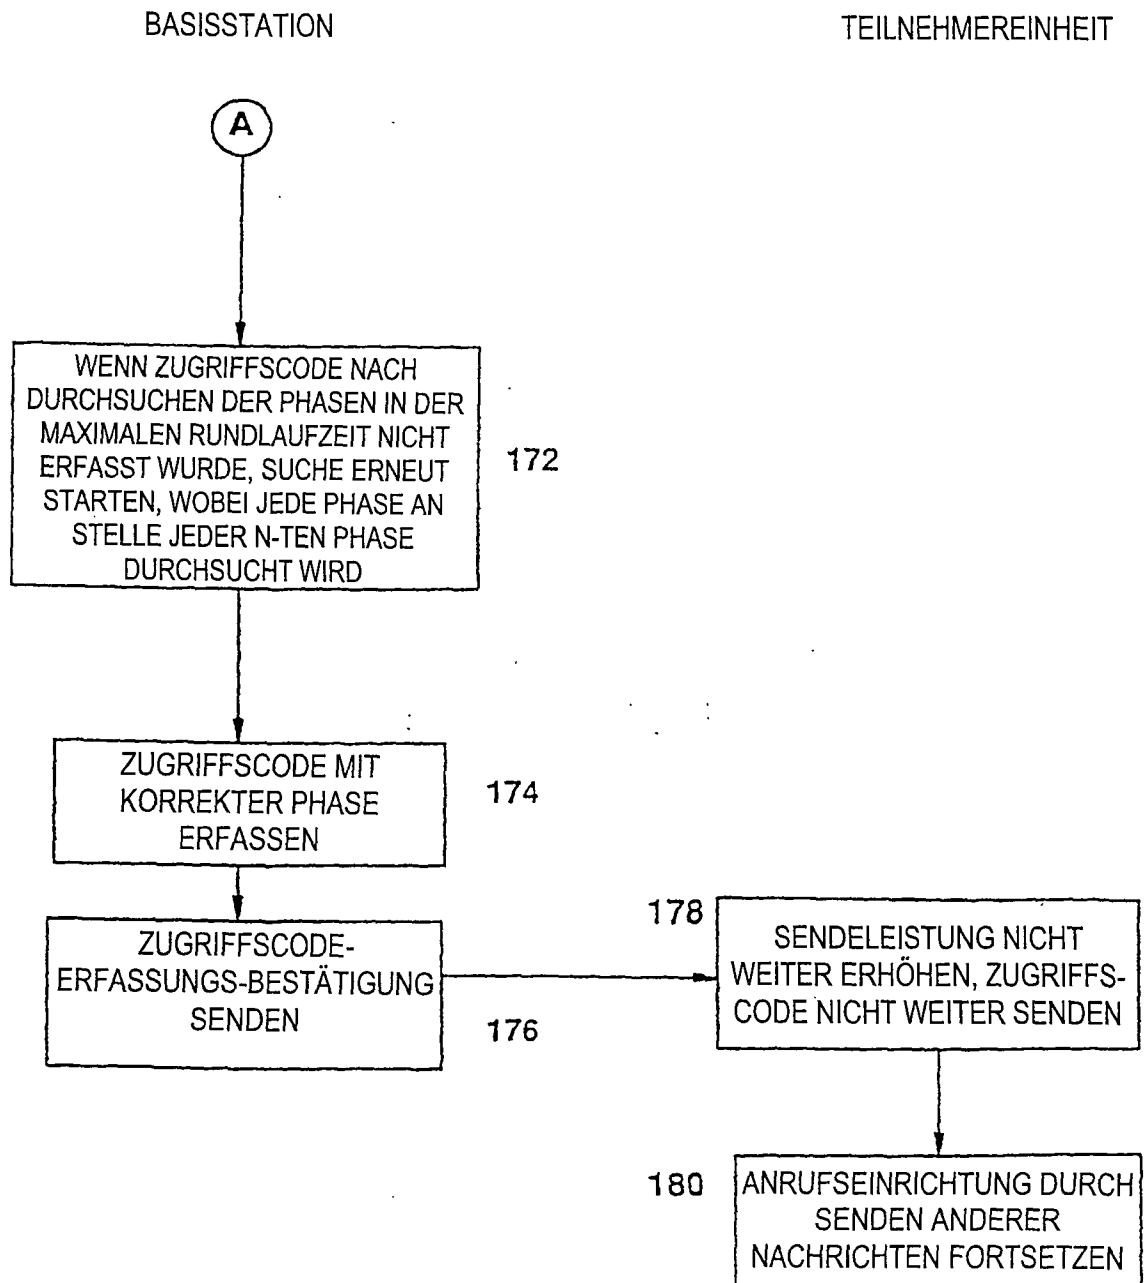 BASISSTATION
TEILNEHMEREINHEIT
A
WENN ZUGRIFFSCODE NACH
DURCHSUCHEN DER PHASEN IN DER
MAXIMALEN RUNDLAUFZEIT NICHT
ERFASST WURDE, SUCHE ERNEUT
STARTEN, WOBEI JEDE PHASE AN
STELLE JEDER N-TEN PHASE
DURCHSUCHT WIRD
172
ZUGRIFFSCODE MIT
KORREKTER PHASE
ERFASSEN
174
ZUGRIFFSCODE-
ERFASSUNGS-BESTÄTIGUNG
SENDEN
176
178
SENDELEISTUNG NICHT
WEITER ERHÖHEN, ZUGRIFFS-
CODE NICHT WEITER SENDEN
180
ANRUFSEINRICHTUNG DURCH
SENDEN ANDERER
NACHRICHTEN FORTSETZEN